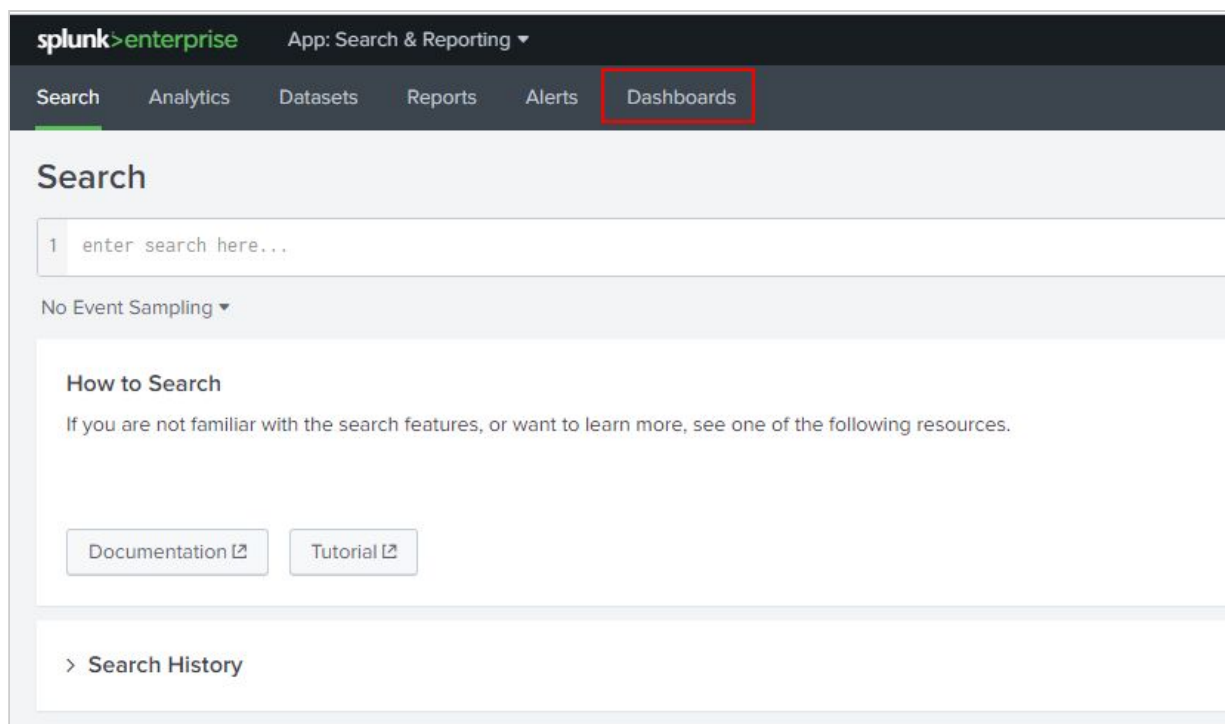 splunk>enterprise App: Search & Reporting
Search Analytics Datasets Reports Alerts Dashboards
Search
1 enter search here...
No Event Sampling
How to Search
If you are not familiar with the search features, or want to learn more, see one of the following resources.
Documentation Tutorial
> Search History